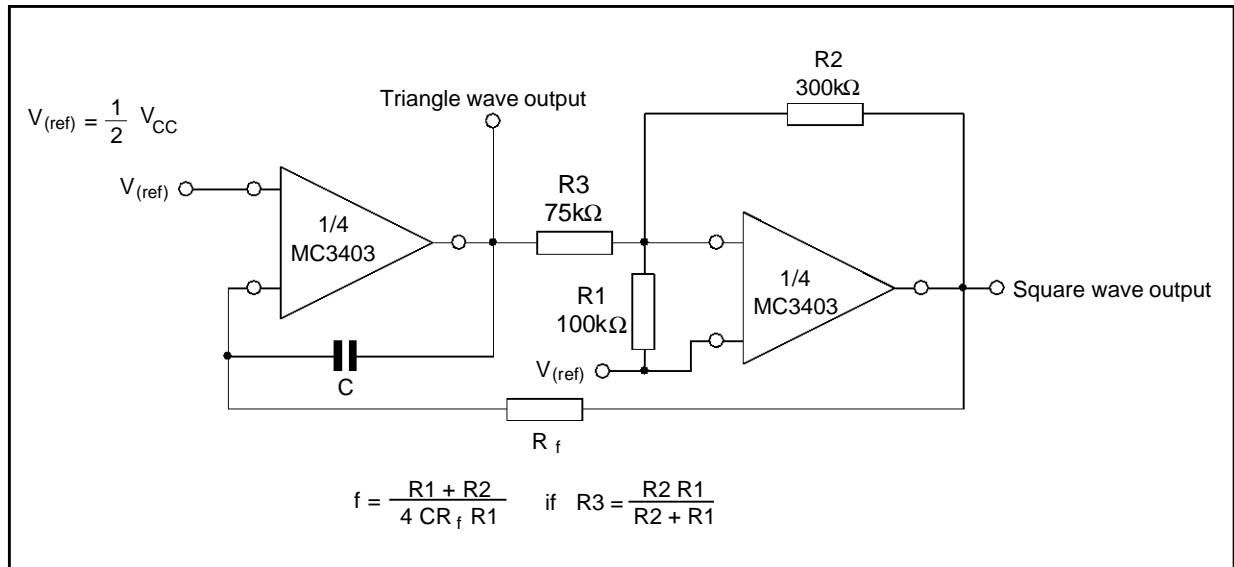 R2
300kΩ
Triangle wave output
V(ref) = 1/2 VCC
V(ref)
R3
75kΩ
1/4
MC3403
R1
100kΩ
1/4
MC3403
Square wave output
V(ref)
C
R f
f = R1 + R2 / 4 CR f R1 if R3 = R2 R1 / R2 + R1